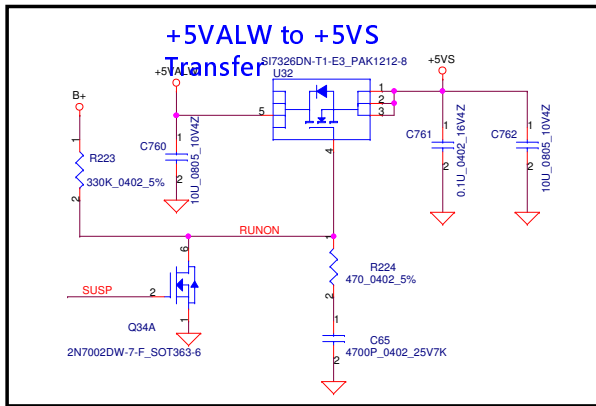 +5VALW to +5VS
Transfer
SI7326DN-T1-E3_PAK1212-8
U32
+5VALW
+5VS
B+
5
1
2
3
4
C760
1
2
10U_0805_10V4Z
C761
1
2
0.1U_0402_16V4Z
C762
1
2
10U_0805_10V4Z
1
R223
330K_0402_5%
2
RUNON
SUSP
2
6
1
Q34A
2N7002DW-7-F_SOT363-6
1
R224
470_0402_5%
2
1
C65
4700P_0402_25V7K
2